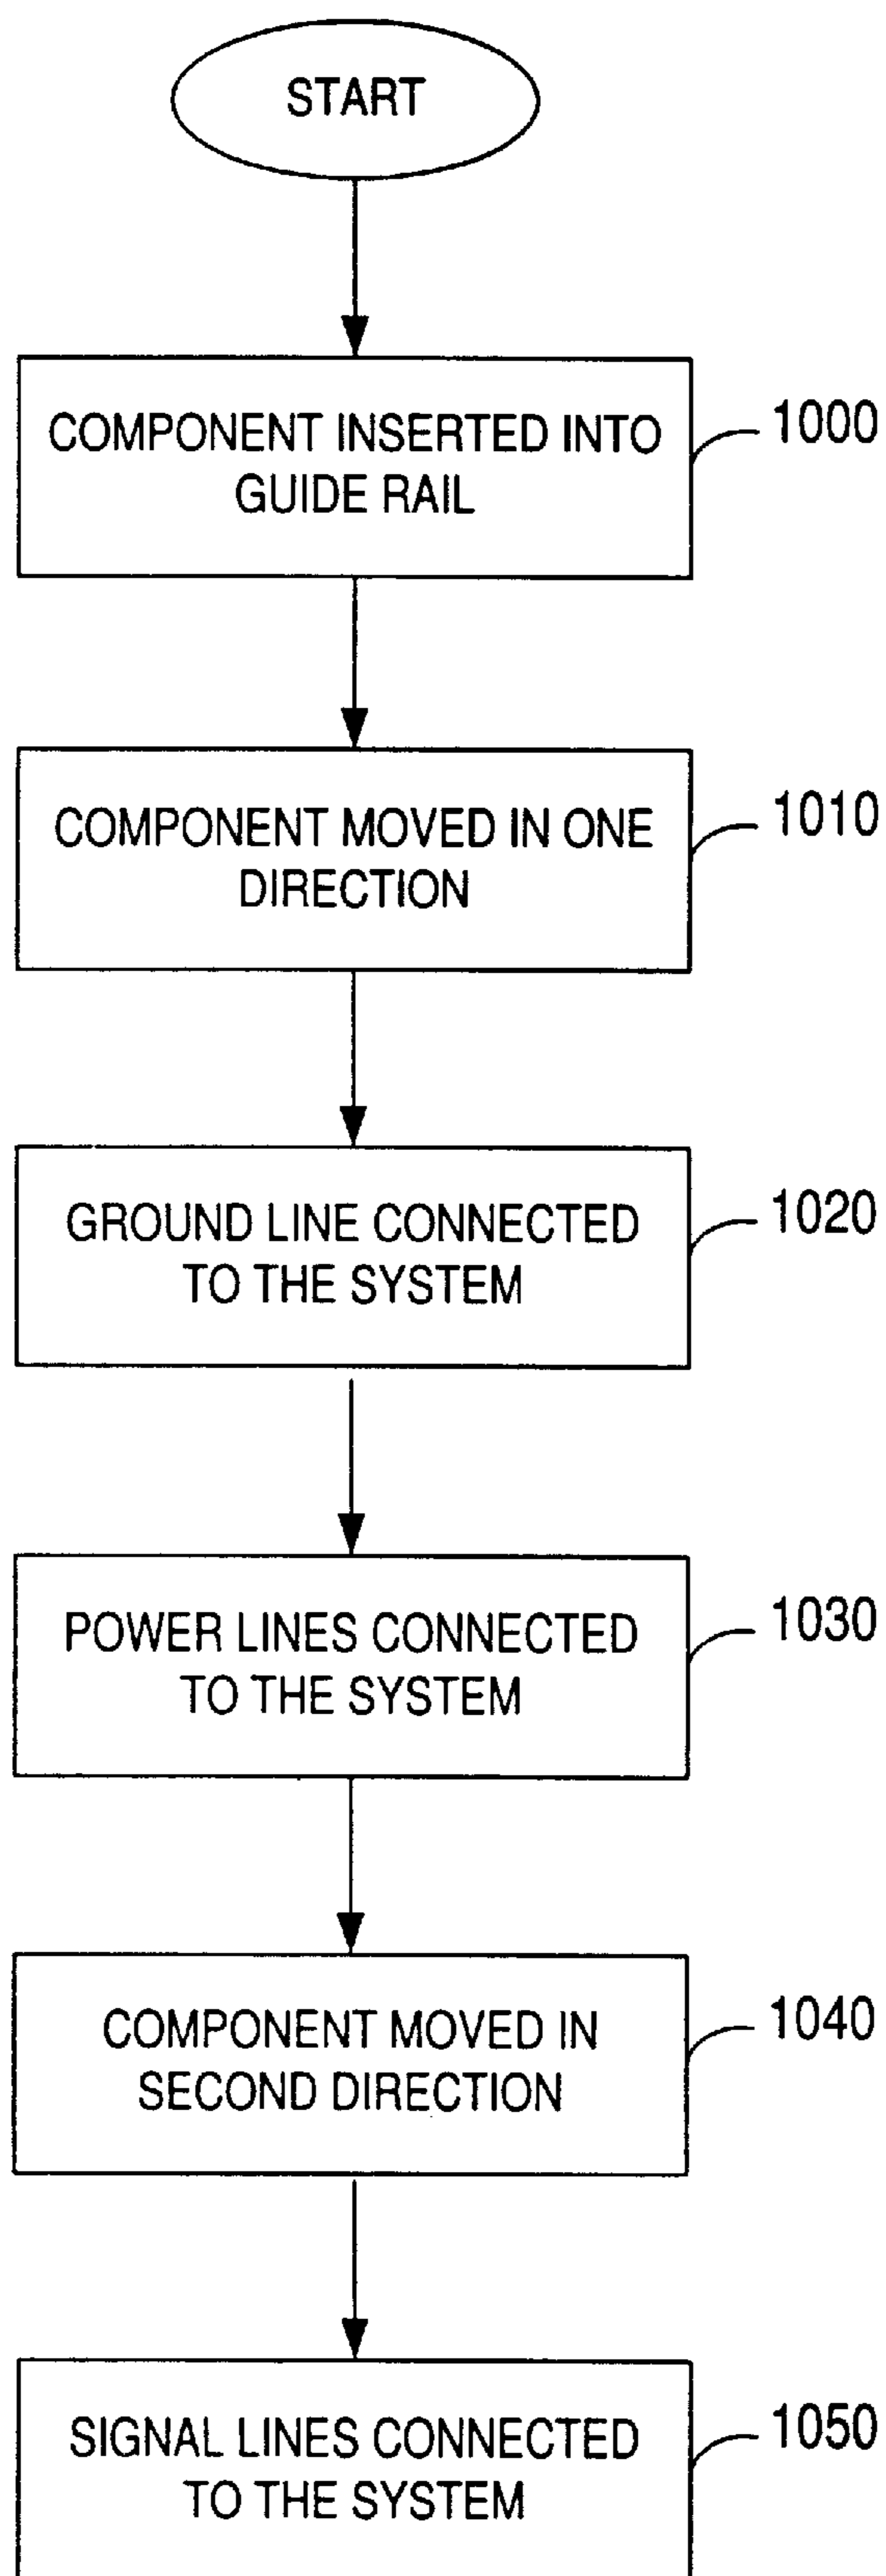 START
COMPONENT INSERTED INTO
GUIDE RAIL
1000
COMPONENT MOVED IN ONE
DIRECTION
1010
GROUND LINE CONNECTED
TO THE SYSTEM
1020
POWER LINES CONNECTED
TO THE SYSTEM
1030
COMPONENT MOVED IN
SECOND DIRECTION
1040
SIGNAL LINES CONNECTED
TO THE SYSTEM
1050